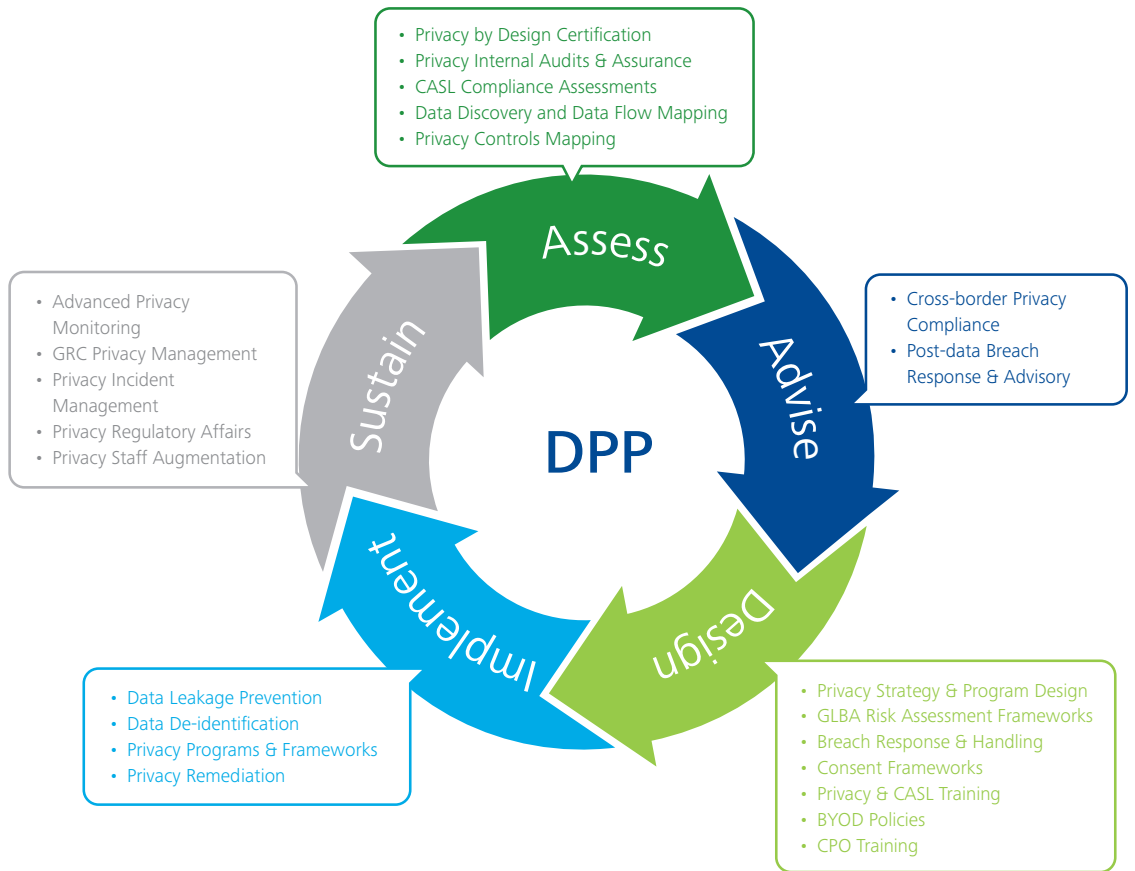 • Privacy by Design Certification
• Privacy Internal Audits & Assurance
• CASL Compliance Assessments
• Data Discovery and Data Flow Mapping
• Privacy Controls Mapping
Assess
Advise
• Cross-border Privacy
Compliance
• Post-data Breach
Response & Advisory
Design
• Privacy Strategy & Program Design
• GLBA Risk Assessment Frameworks
• Breach Response & Handling
• Consent Frameworks
• Privacy & CASL Training
• BYOD Policies
• CPO Training
Implement
• Data Leakage Prevention
• Data De-identification
• Privacy Programs & Frameworks
• Privacy Remediation
Sustain
• Advanced Privacy
Monitoring
• GRC Privacy Management
• Privacy Incident
Management
• Privacy Regulatory Affairs
• Privacy Staff Augmentation
DPP